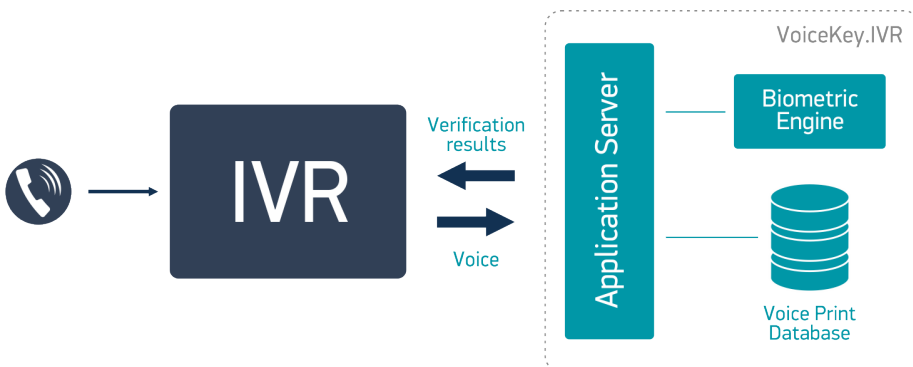 VoiceKey.IVR
IVR
Verification
results
Voice
Application Server
Biometric
Engine
Voice Print
Database